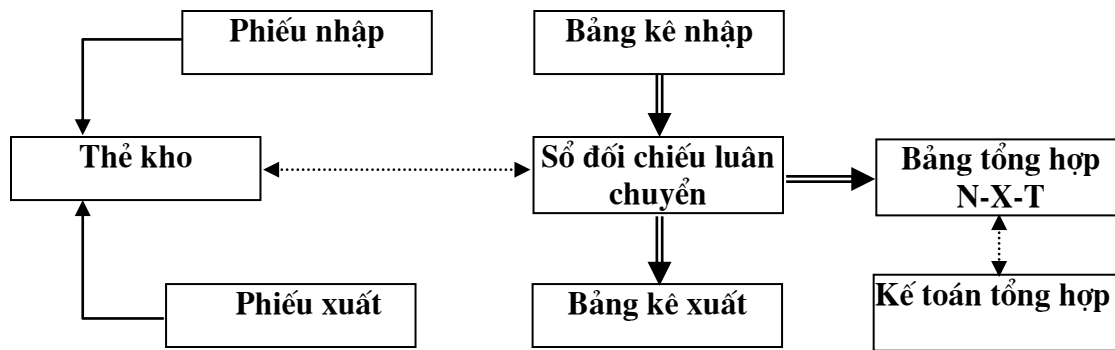 Phiếu nhập
Bảng kê nhập
Thẻ kho
Sổ đối chiếu luân
chuyển
Bảng tổng hợp
N-X-T
Phiếu xuất
Bảng kê xuất
Kế toán tổng hợp